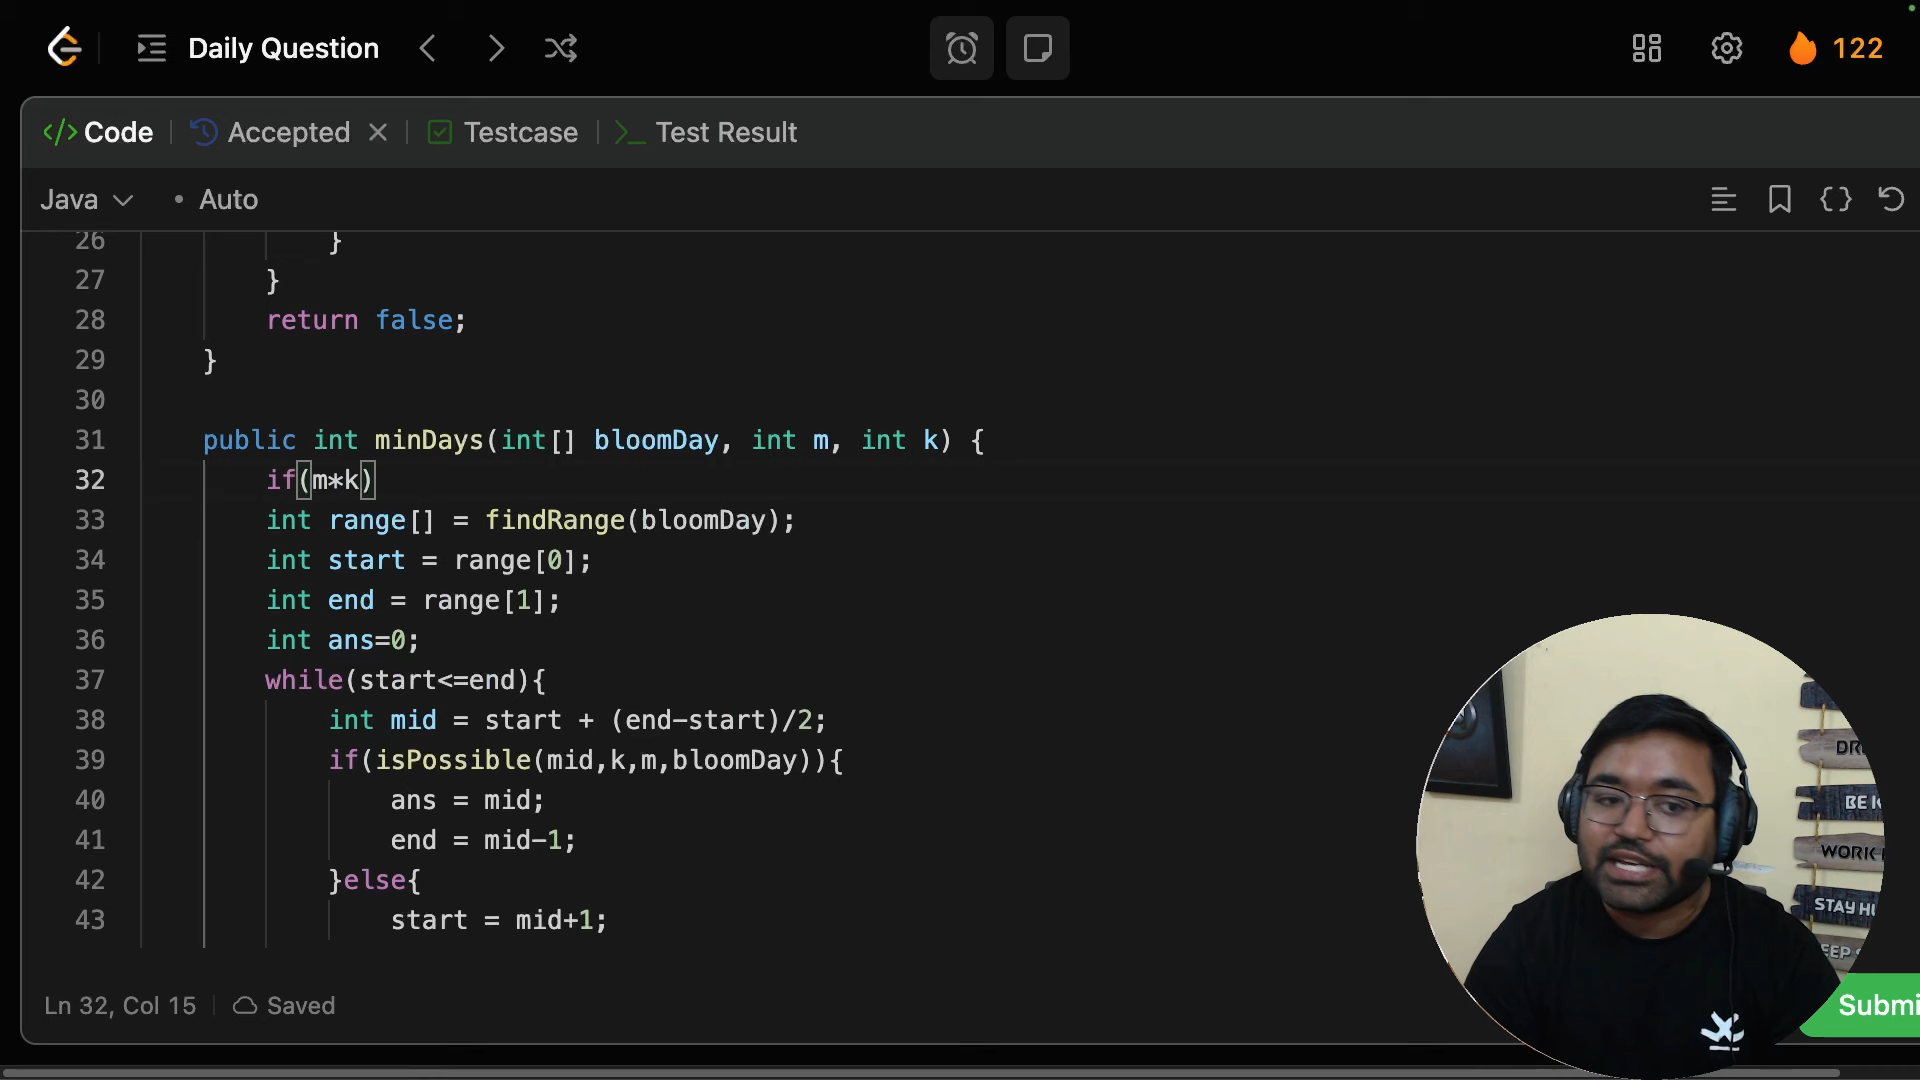 Daily Question
122
Code
Accepted
Testcase
Test Result
Java
Auto
26 }
27 }
28 return false;
29 }
30
31 public int minDays(int[] bloomDay, int m, int k) {
32 if(m*k)
33 int range[] = findRange(bloomDay);
34 int start = range[0];
35 int end = range[1];
36 int ans=0;
37 while(start<=end){
38 int mid = start + (end-start)/2;
39 if(isPossible(mid,k,m,bloomDay)){
40 ans = mid;
41 end = mid-1;
42 }else{
43 start = mid+1;
BE
WORK
STAY
Ln 32, Col 15
Saved